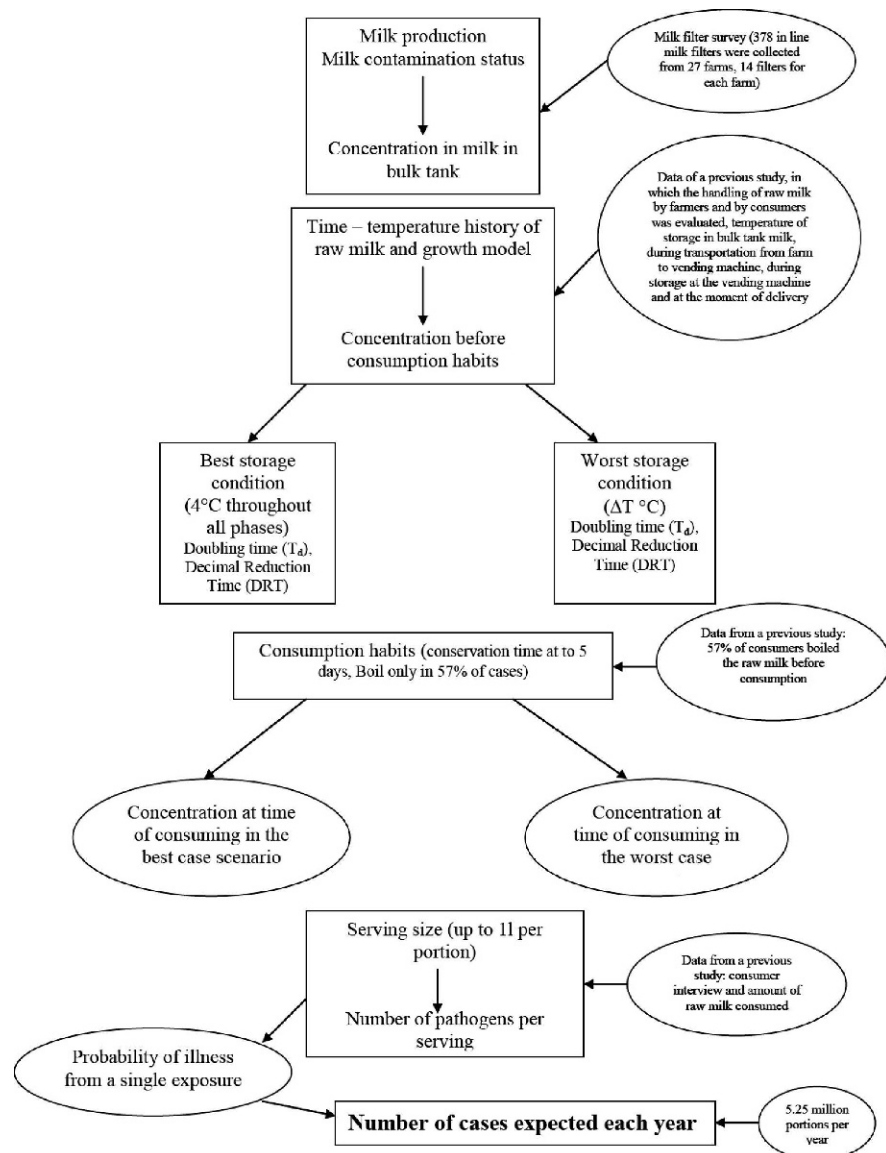 Milk production
Milk contamination status
Concentration in milk in
bulk tank
Milk filter survey (378 in line
milk filters were collected
from 27 farms, 14 filters for
each farm)
Time – temperature history of
raw milk and growth model
Concentration before
consumption habits
Data of a previous study, in
which the handling of raw milk
by farmers and by consumers
was evaluated, temperature of
storage in bulk tank milk,
during transportation from farm
to vending machine, during
storage at the vending machine
and at the moment of delivery
Best storage
condition
(4°C throughout
all phases)
Doubling time (Td),
Decimal Reduction
Time (DRT)
Worst storage
condition
(ΔT °C)
Doubling time (Td),
Decimal Reduction
Time (DRT)
Consumption habits (conservation time at to 5
days, Boil only in 57% of cases)
Data from a previous study:
57% of consumers boiled
the raw milk before
consumption
Concentration at time
of consuming in the
best case scenario
Concentration at
time of consuming in
the worst case
Serving size (up to 1l per
portion)
Number of pathogens per
serving
Data from a previous
study: consumer
interview and amount of
raw milk consumed
Probability of illness
from a single exposure
Number of cases expected each year
5.25 million
portions per
year